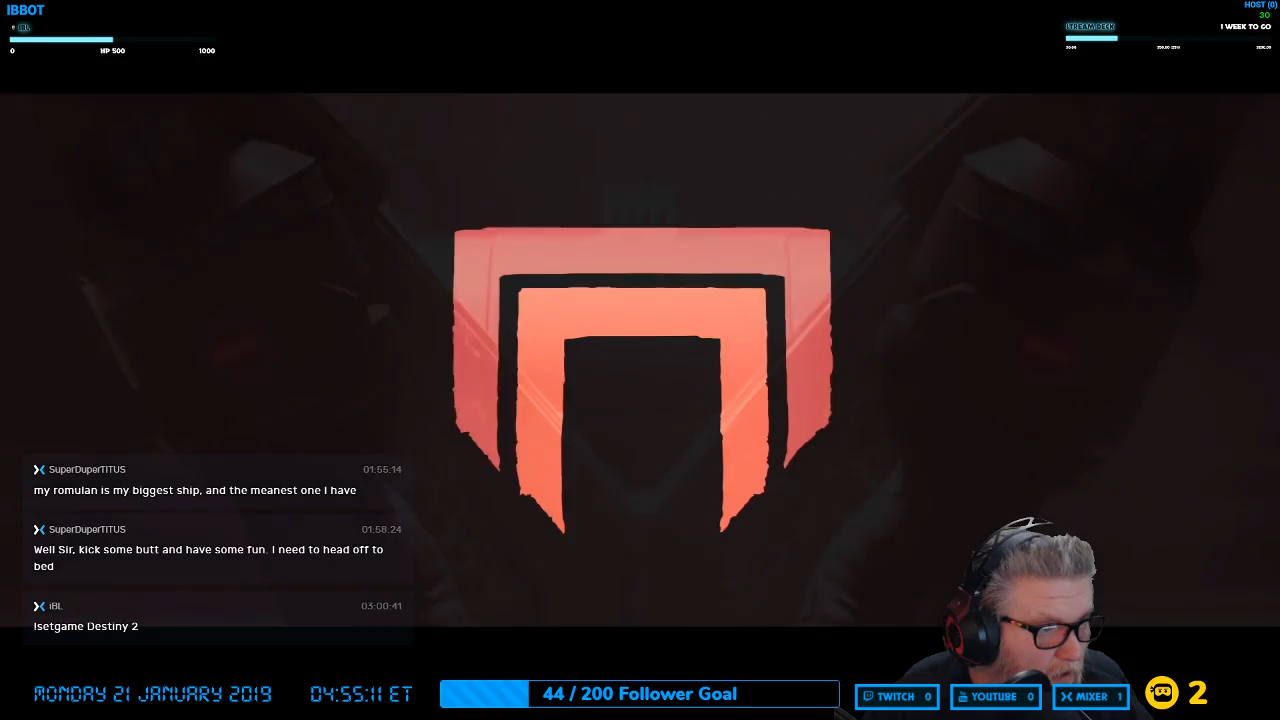 IBBOT
HOST (0)
30
iBL
STREAM DECK
1 WEEK TO GO
0
HP 500
1000
SuperDuperTITUS
01:55:14
my romulan is my biggest ship, and the meanest one I have
SuperDuperTITUS
01:58:24
Well Sir, kick some butt and have some fun. I need to head off to
bed
iBL
03:00:41
!setgame Destiny 2
MONDAY 21 JANUARY 2019
04:55:11 ET
44 / 200 Follower Goal
TWITCH 0
YOUTUBE 0
MIXER 1
2